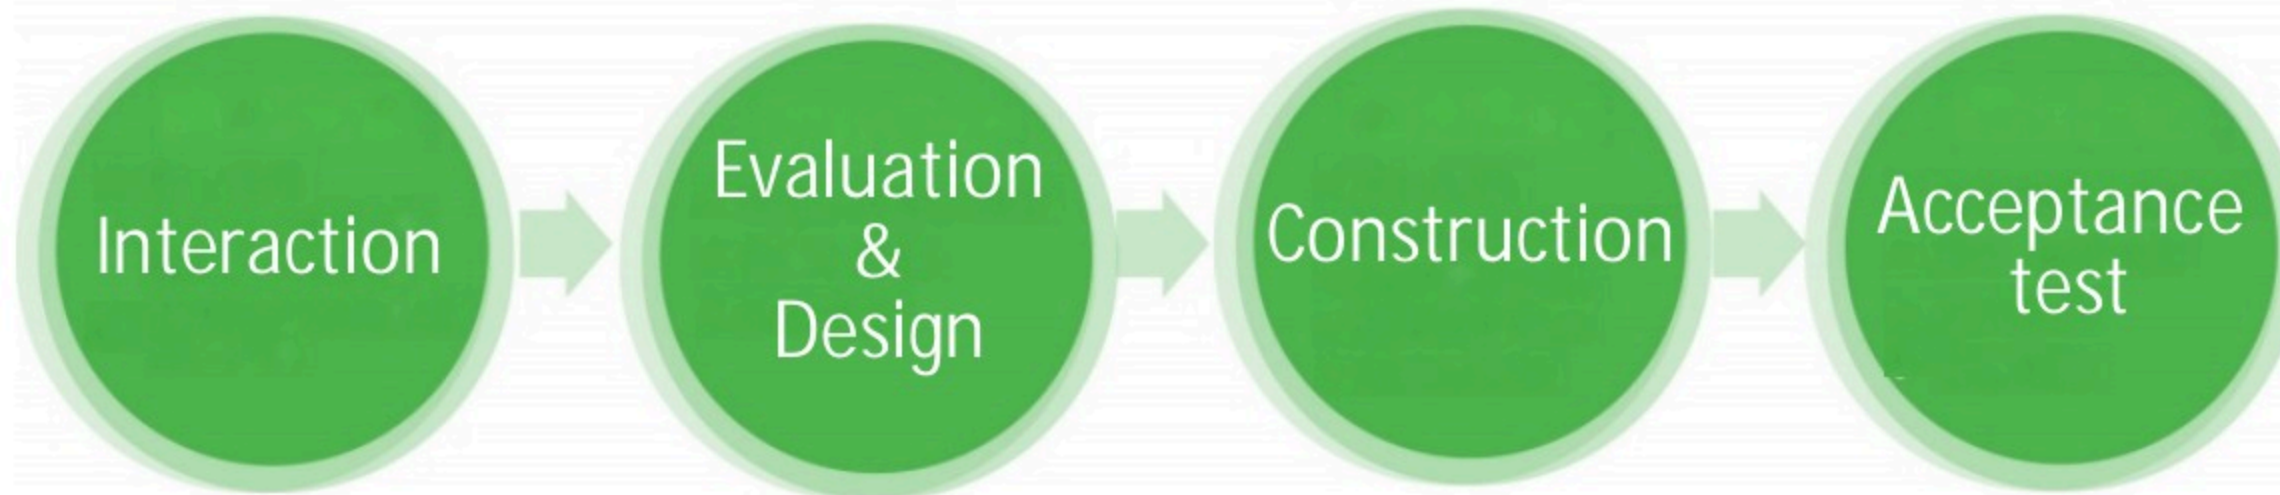 Interaction
Evaluation
&
Design
Construction
Acceptance
test